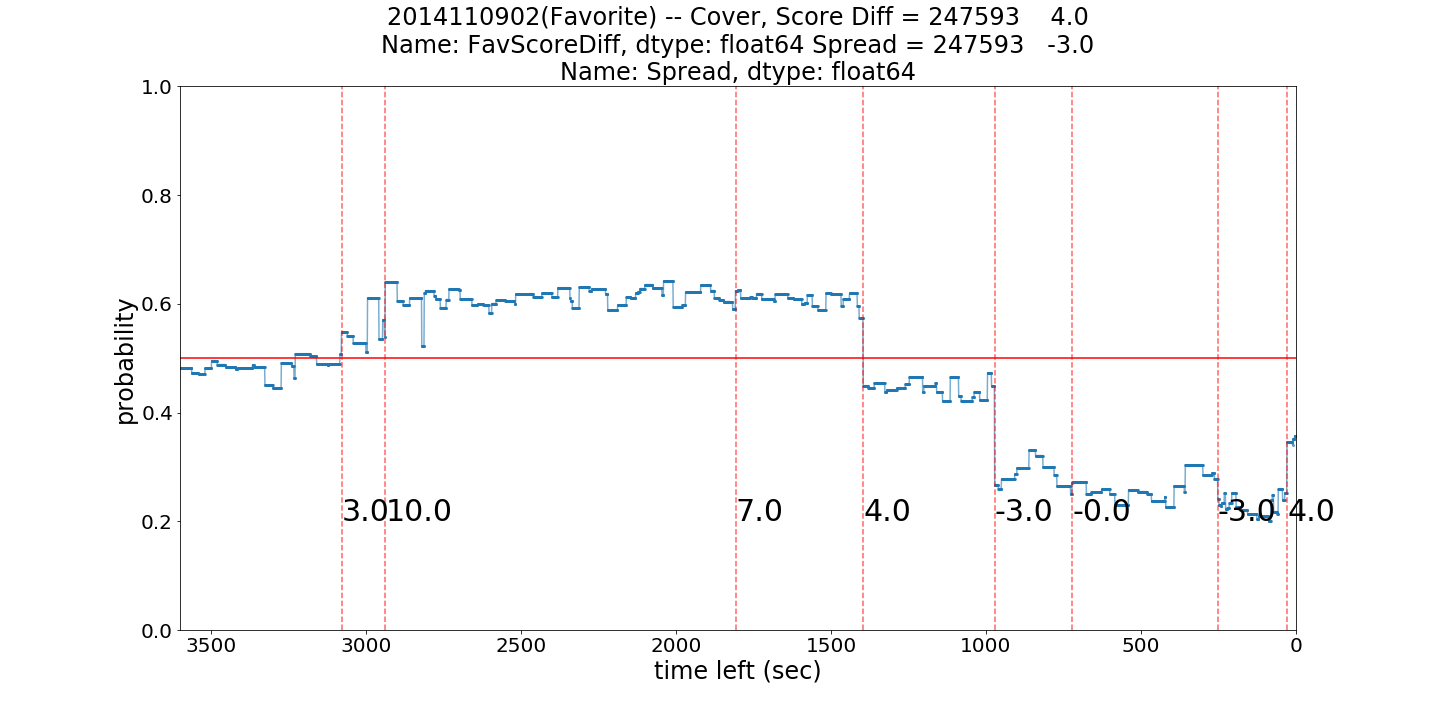 2014110902(Favorite) -- Cover, Score Diff = 247593    4.0
Name: FavScoreDiff, dtype: float64 Spread = 247593   -3.0
Name: Spread, dtype: float64
1.0
0.8
0.6
0.4
0.2
0.0
probability
3.0
10.0
7.0
4.0
-3.0
-0.0
-3.0
4.0
3500 3000 2500 2000 1500 1000 500 0
time left (sec)